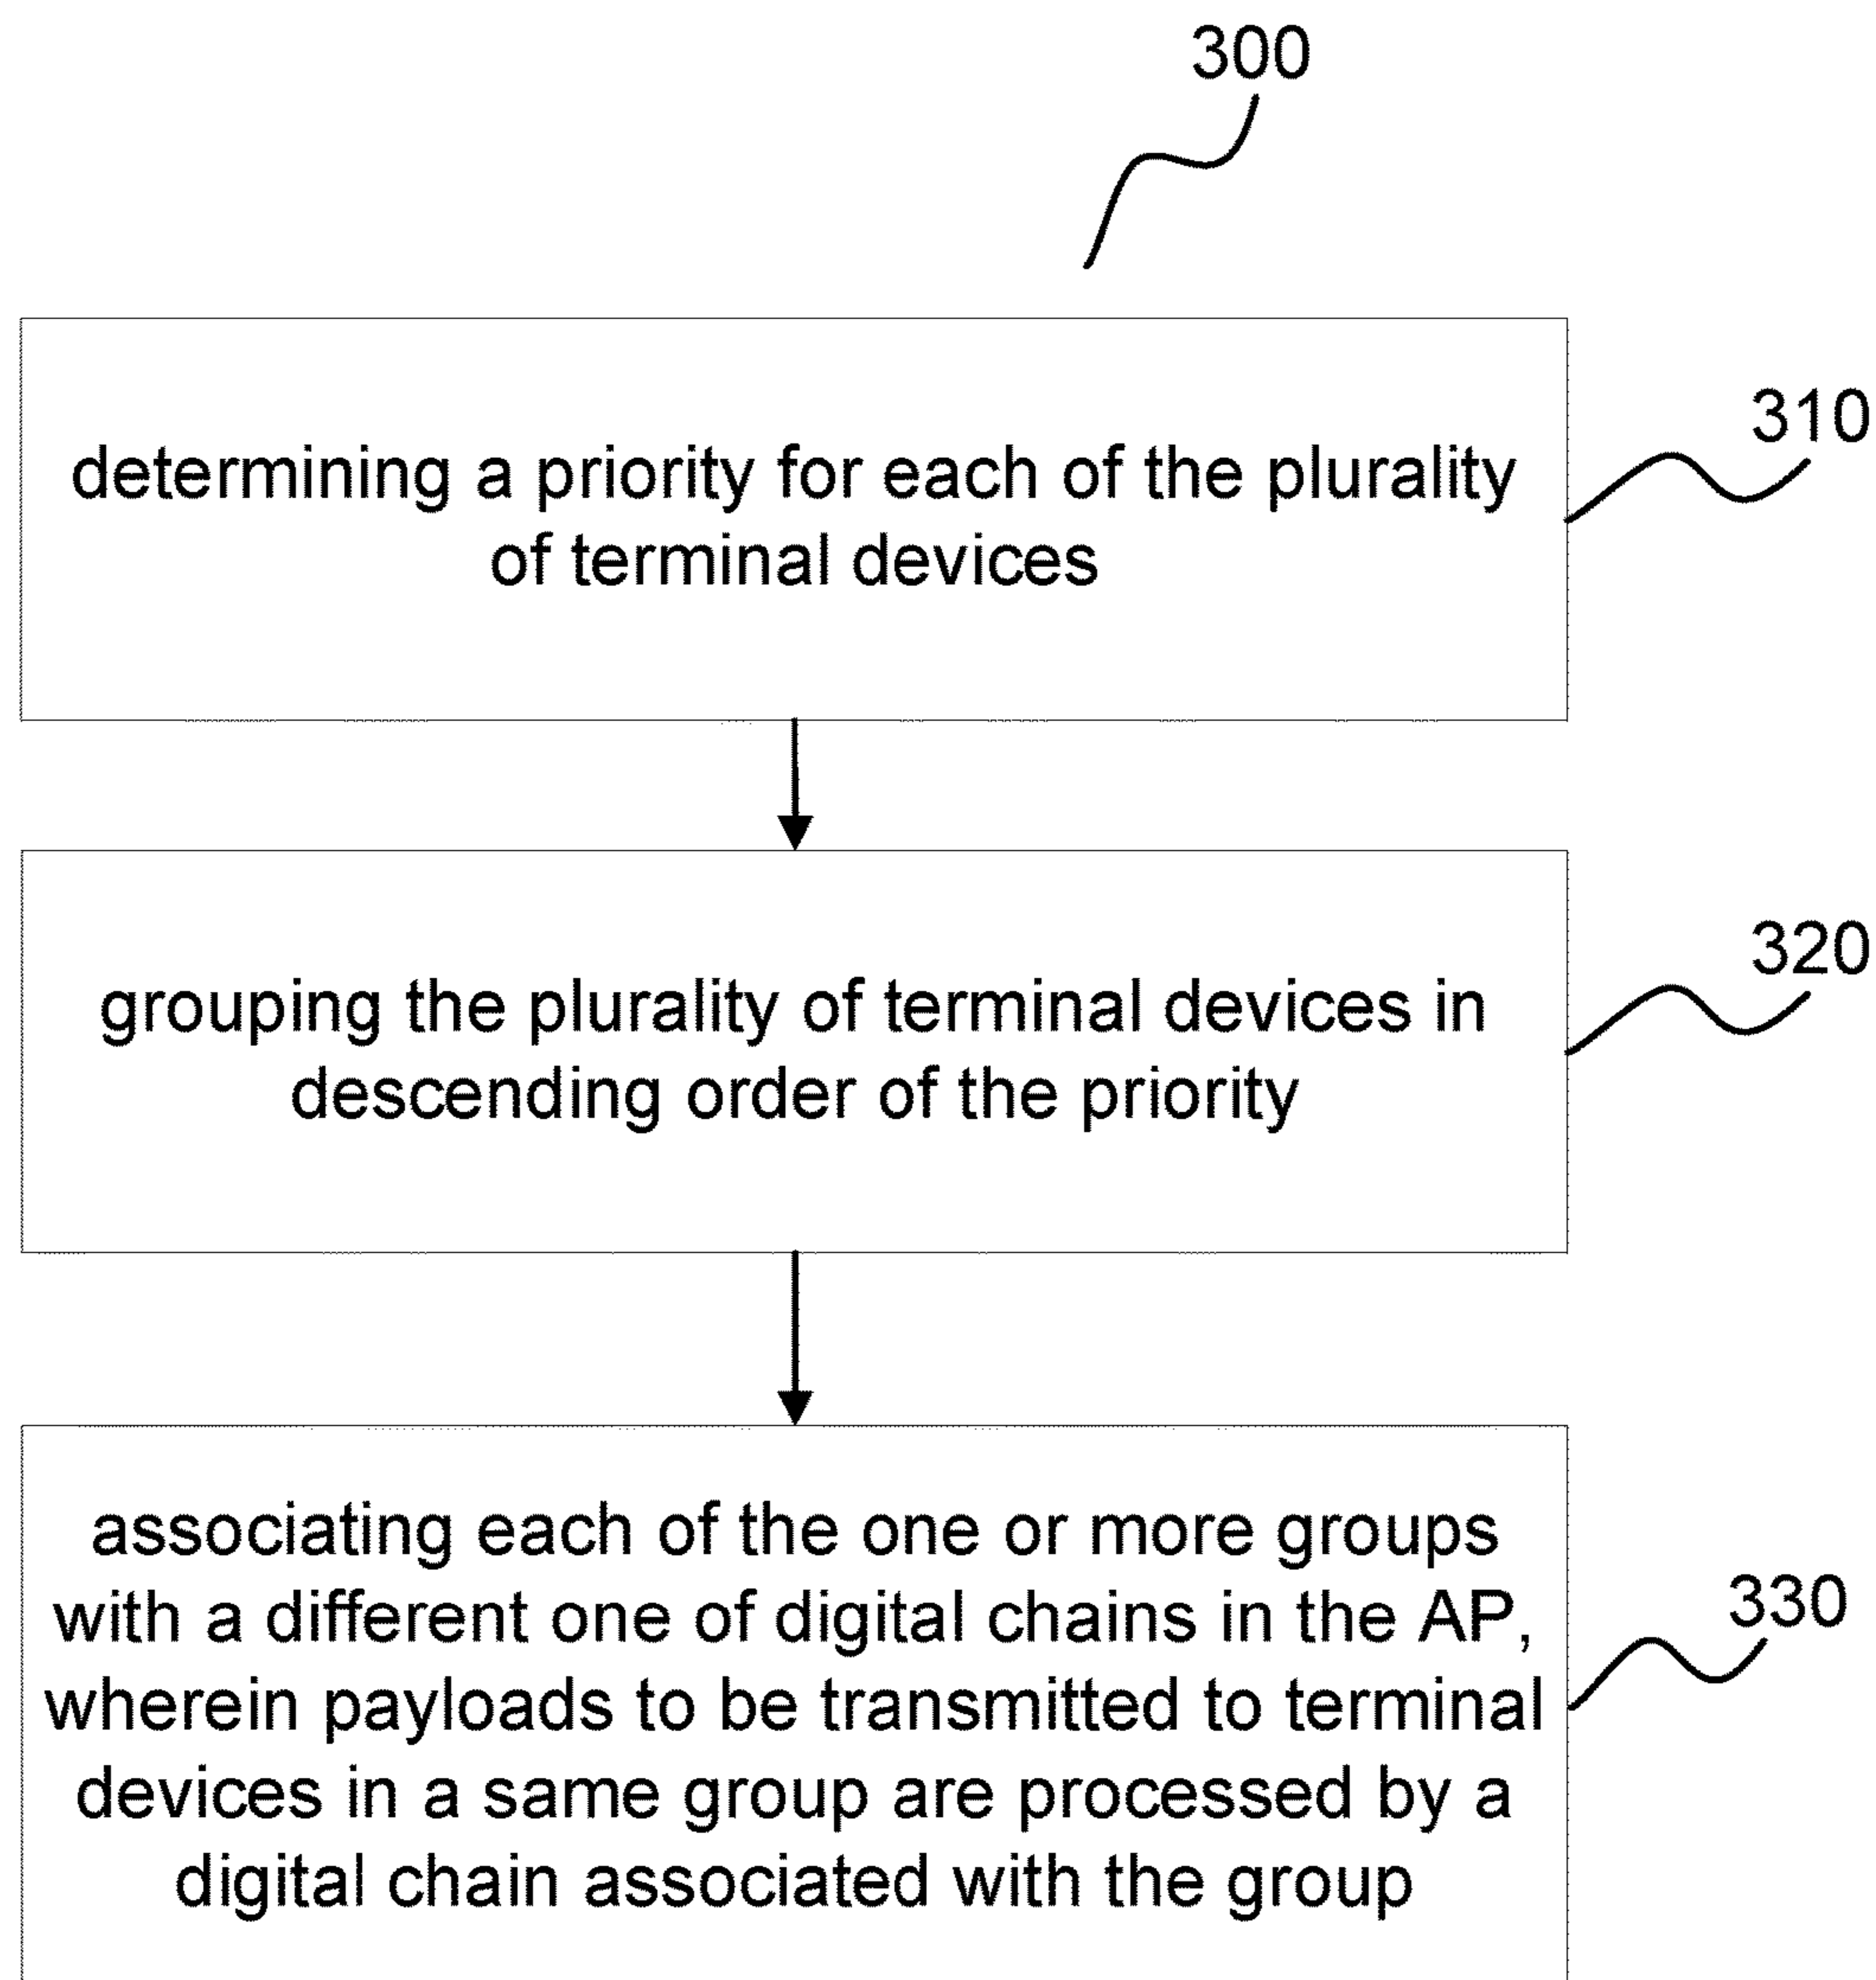 300
determining a priority for each of the plurality
of terminal devices
310
grouping the plurality of terminal devices in
descending order of the priority
320
associating each of the one or more groups
with a different one of digital chains in the AP,
wherein payloads to be transmitted to terminal
devices in a same group are processed by a
digital chain associated with the group
330